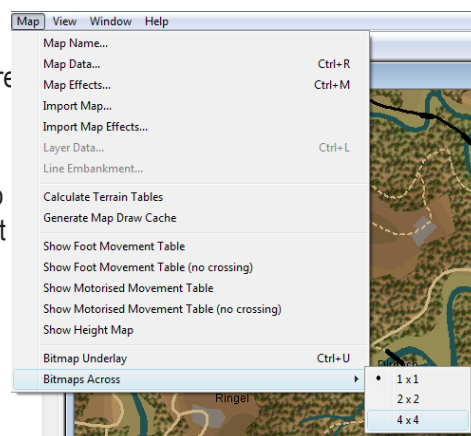 Map View Window Help
Map Name...
Map Data... Ctrl+R
Map Effects... Ctrl+M
Import Map...
Import Map Effects...
Layer Data... Ctrl+L
Line Embankment...
Calculate Terrain Tables
Generate Map Draw Cache
Show Foot Movement Table
Show Foot Movement Table (no crossing)
Show Motorised Movement Table
Show Motorised Movement Table (no crossing)
Show Height Map
Bitmap Underlay Ctrl+U
Bitmaps Across
1 x 1
2 x 2
4 x 4
Ringel